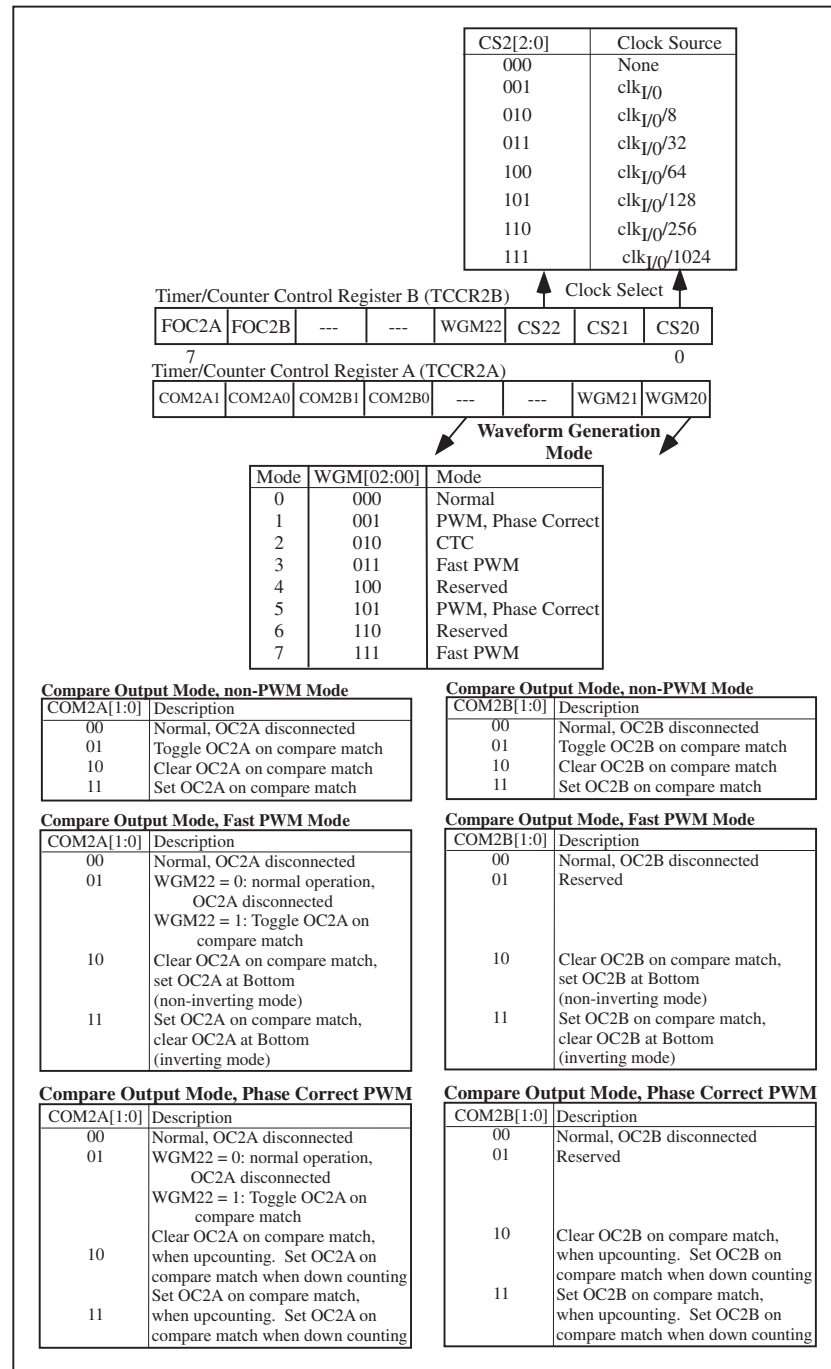 CS2[2:0] Clock Source
000 None
001 clkI/0
010 clkI/0/8
011 clkI/0/32
100 clkI/0/64
101 clkI/0/128
110 clkI/0/256
111 clkI/0/1024
Clock Select
Timer/Counter Control Register B (TCCR2B)
FOC2A FOC2B --- --- WGM22 CS22 CS21 CS20
7 0
Timer/Counter Control Register A (TCCR2A)
COM2A1 COM2A0 COM2B1 COM2B0 --- --- WGM21 WGM20
Waveform Generation
Mode
Mode WGM[02:00] Mode
0 000 Normal
1 001 PWM, Phase Correct
2 010 CTC
3 011 Fast PWM
4 100 Reserved
5 101 PWM, Phase Correct
6 110 Reserved
7 111 Fast PWM
Compare Output Mode, non-PWM Mode
COM2A[1:0] Description
00 Normal, OC2A disconnected
01 Toggle OC2A on compare match
10 Clear OC2A on compare match
11 Set OC2A on compare match
Compare Output Mode, non-PWM Mode
COM2B[1:0] Description
00 Normal, OC2B disconnected
01 Toggle OC2B on compare match
10 Clear OC2B on compare match
11 Set OC2B on compare match
Compare Output Mode, Fast PWM Mode
COM2A[1:0] Description
00 Normal, OC2A disconnected
01 WGM22 = 0: normal operation,
OC2A disconnected
WGM22 = 1: Toggle OC2A on
compare match
10 Clear OC2A on compare match,
set OC2A at Bottom
(non-inverting mode)
11 Set OC2A on compare match,
clear OC2A at Bottom
(inverting mode)
Compare Output Mode, Fast PWM Mode
COM2B[1:0] Description
00 Normal, OC2B disconnected
01 Reserved
10 Clear OC2B on compare match,
set OC2B at Bottom
(non-inverting mode)
11 Set OC2B on compare match,
clear OC2B at Bottom
(inverting mode)
Compare Output Mode, Phase Correct PWM
COM2A[1:0] Description
00 Normal, OC2A disconnected
01 WGM22 = 0: normal operation,
OC2A disconnected
WGM22 = 1: Toggle OC2A on
compare match
Clear OC2A on compare match,
10 when upcounting. Set OC2A on
compare match when down counting
Set OC2A on compare match,
11 when upcounting. Set OC2A on
compare match when down counting
Compare Output Mode, Phase Correct PWM
COM2B[1:0] Description
00 Normal, OC2B disconnected
01 Reserved
10 Clear OC2B on compare match,
when upcounting. Set OC2B on
compare match when down counting
11 Set OC2B on compare match,
when upcounting. Set OC2B on
compare match when down counting